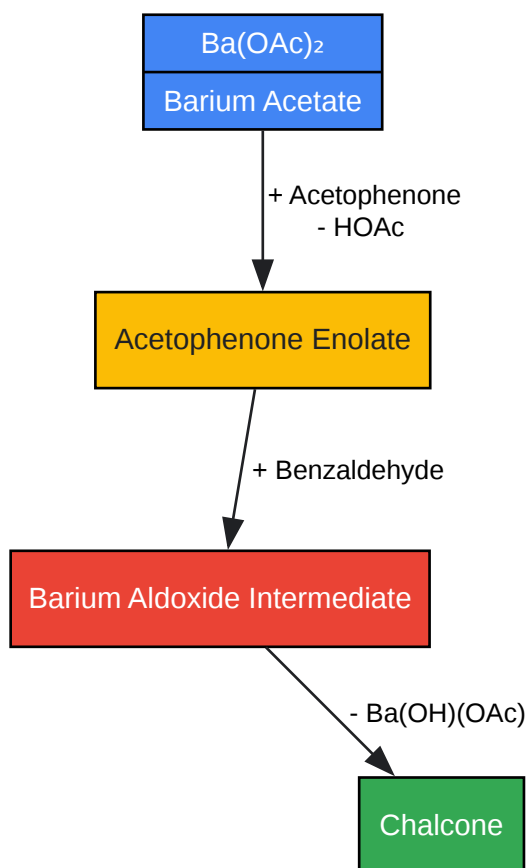 Ba(OAc)₂
Barium Acetate
+ Acetophenone
- HOAc
Acetophenone Enolate
+ Benzaldehyde
Barium Aldoxide Intermediate
- Ba(OH)(OAc)
Chalcone